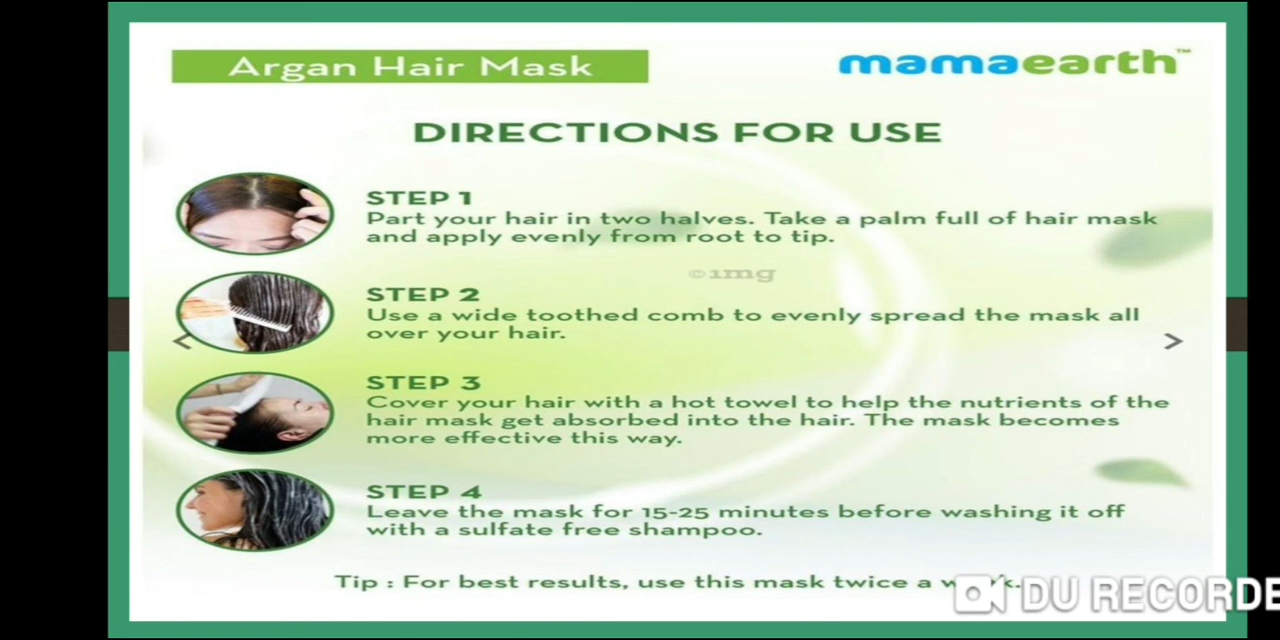 Argan Hair Mask
mamaearth™
DIRECTIONS FOR USE
STEP 1
Part your hair in two halves. Take a palm full of hair mask
and apply evenly from root to tip.
©1mg
STEP 2
Use a wide toothed comb to evenly spread the mask all
over your hair.
STEP 3
Cover your hair with a hot towel to help the nutrients of the
hair mask get absorbed into the hair. The mask becomes
more effective this way.
STEP 4
Leave the mask for 15-25 minutes before washing it off
with a sulfate free shampoo.
Tip : For best results, use this mask twice a
DU RECORDE